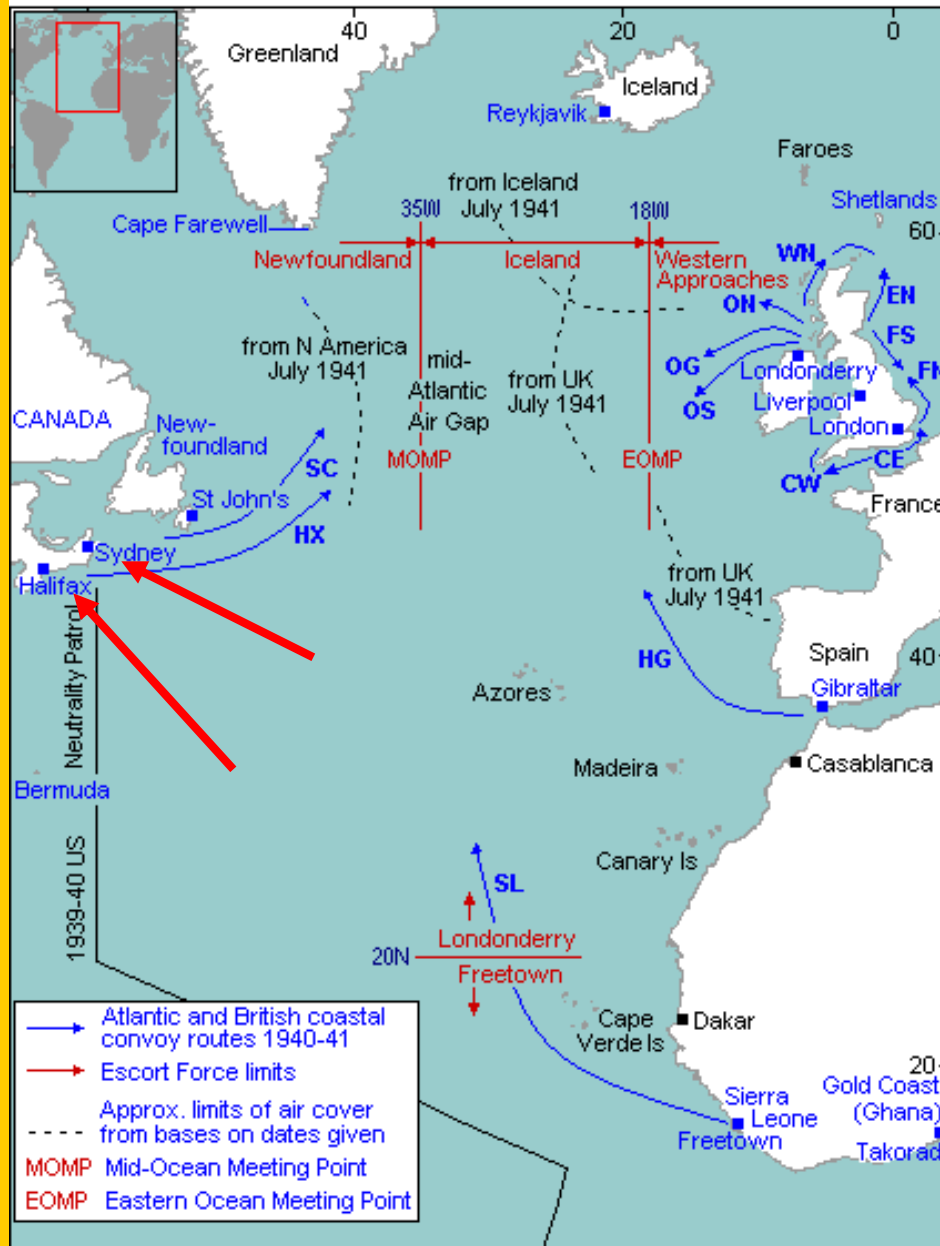 40
20
0
Greenland
Iceland
Reykjavik
Faroes
Shetlands
from Iceland
July 1941
Cape Farewell
35W
18W
60
Newfoundland
Iceland
Western
Approaches
WN
EN
ON
FS
FN
OG
OS
from N America
July 1941
mid-
Atlantic
Air Gap
from UK
July 1941
Londonderry
Liverpool
London
CANADA
New-
foundland
SC
MOMP
EOMP
CE
CW
France
St John's
HX
Sydney
Halifax
from UK
July 1941
Neutrality Patrol
1939-40 US
HG
Spain
40
Azores
Gibraltar
Madeira
Casablanca
Bermuda
Canary Is
SL
Londonderry
20N
Freetown
Cape
Verde Is
Dakar
20
Sierra
Leone
Freetown
Gold Coast
(Ghana)
Takorad
Atlantic and British coastal
convoy routes 1940-41
Escort Force limits
Approx. limits of air cover
from bases on dates given
MOMP Mid-Ocean Meeting Point
EOMP Eastern Ocean Meeting Point